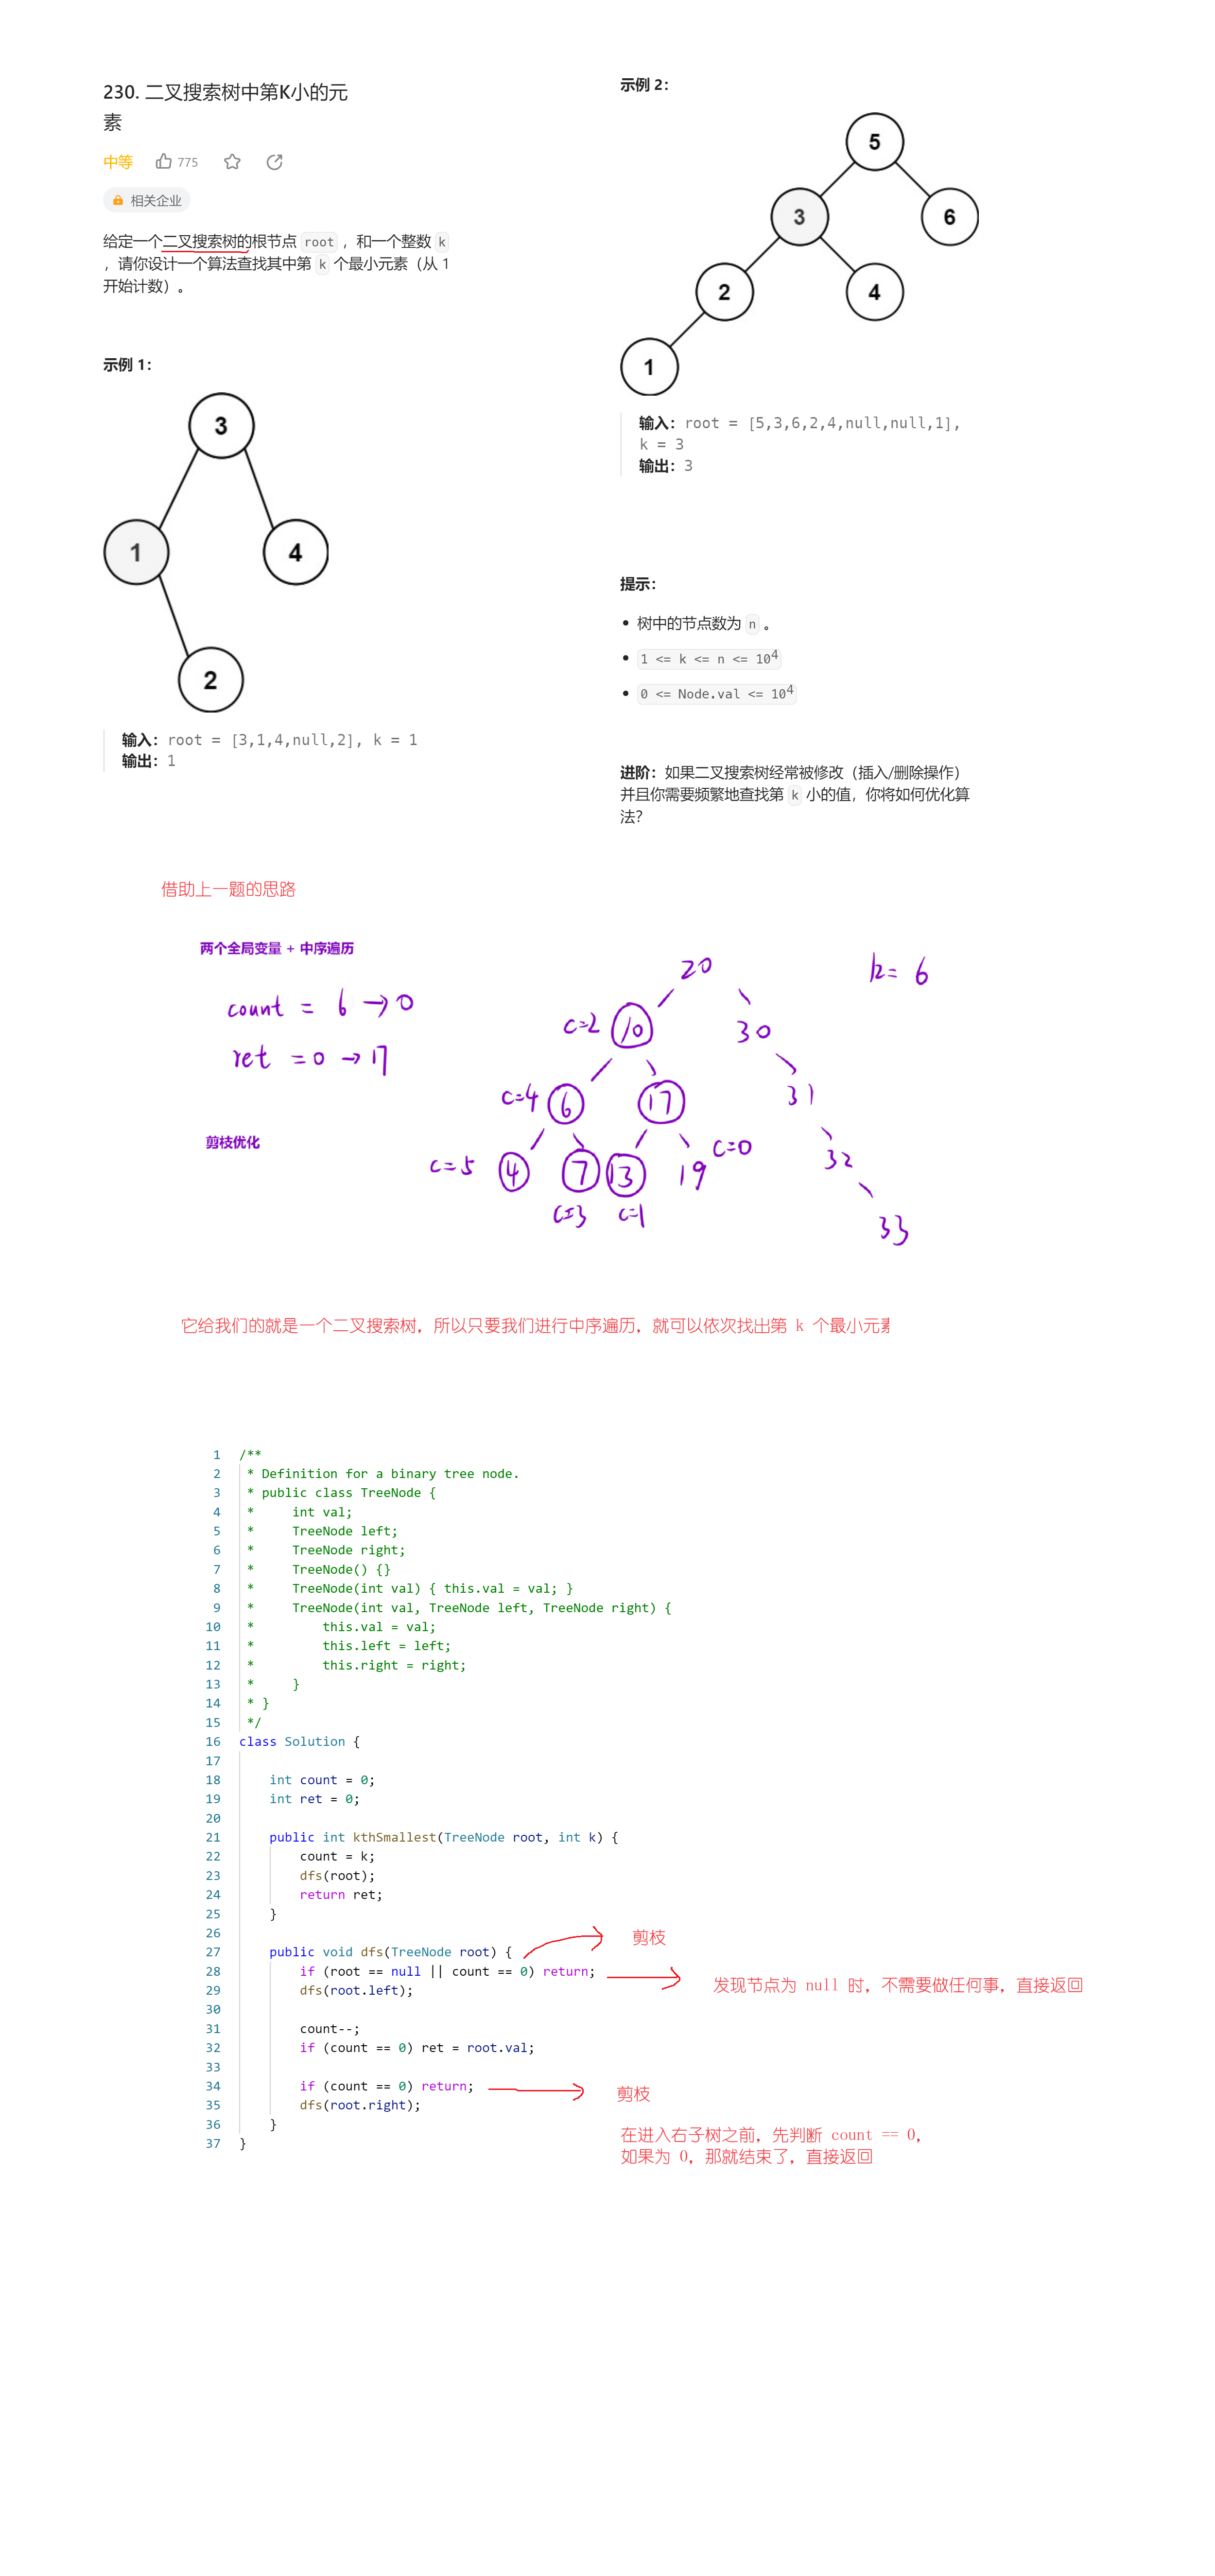 230. 二叉搜索树中第K小的元
素
中等 775
相关企业
给定一个二叉搜索树的根节点 root ，和一个整数 k
，请你设计一个算法查找其中第 k 个最小元素（从 1
开始计数）。
示例 1：
3
1
4
2
输入：root = [3,1,4,null,2], k = 1
输出：1
示例 2：
5
3
6
2
4
1
输入：root = [5,3,6,2,4,null,null,1],
k = 3
输出：3
提示：
• 树中的节点数为 n 。
• 1 <= k <= n <= 10^4
• 0 <= Node.val <= 10^4
进阶：如果二叉搜索树经常被修改（插入/删除操作）
并且你需要频繁地查找第 k 小的值，你将如何优化算
法？
借助上一题的思路
两个全局变量 + 中序遍历
count = 6 → 0
ret = 0 → 17
剪枝优化
k = 6
20
c=2 10 30
c=4 6 17 31
c=5 4 7 13 19 c=0 32
c=3 c=1 33
它给我们的就是一个二叉搜索树，所以只要我们进行中序遍历，就可以依次找出第 k 个最小元素
1 /**
2 * Definition for a binary tree node.
3 * public class TreeNode {
4 *     int val;
5 *     TreeNode left;
6 *     TreeNode right;
7 *     TreeNode() {}
8 *     TreeNode(int val) { this.val = val; }
9 *     TreeNode(int val, TreeNode left, TreeNode right) {
10 *         this.val = val;
11 *         this.left = left;
12 *         this.right = right;
13 *     }
14 * }
15 */
16 class Solution {
17
18     int count = 0;
19     int ret = 0;
20
21     public int kthSmallest(TreeNode root, int k) {
22         count = k;
23         dfs(root);
24         return ret;
25     }
26
27     public void dfs(TreeNode root) {
28         if (root == null || count == 0) return;
29         dfs(root.left);
30
31         count--;
32         if (count == 0) ret = root.val;
33
34         if (count == 0) return;
35         dfs(root.right);
36     }
37 }
剪枝
发现节点为 null 时，不需要做任何事，直接返回
剪枝
在进入右子树之前，先判断 count == 0，
如果为 0，那就结束了，直接返回